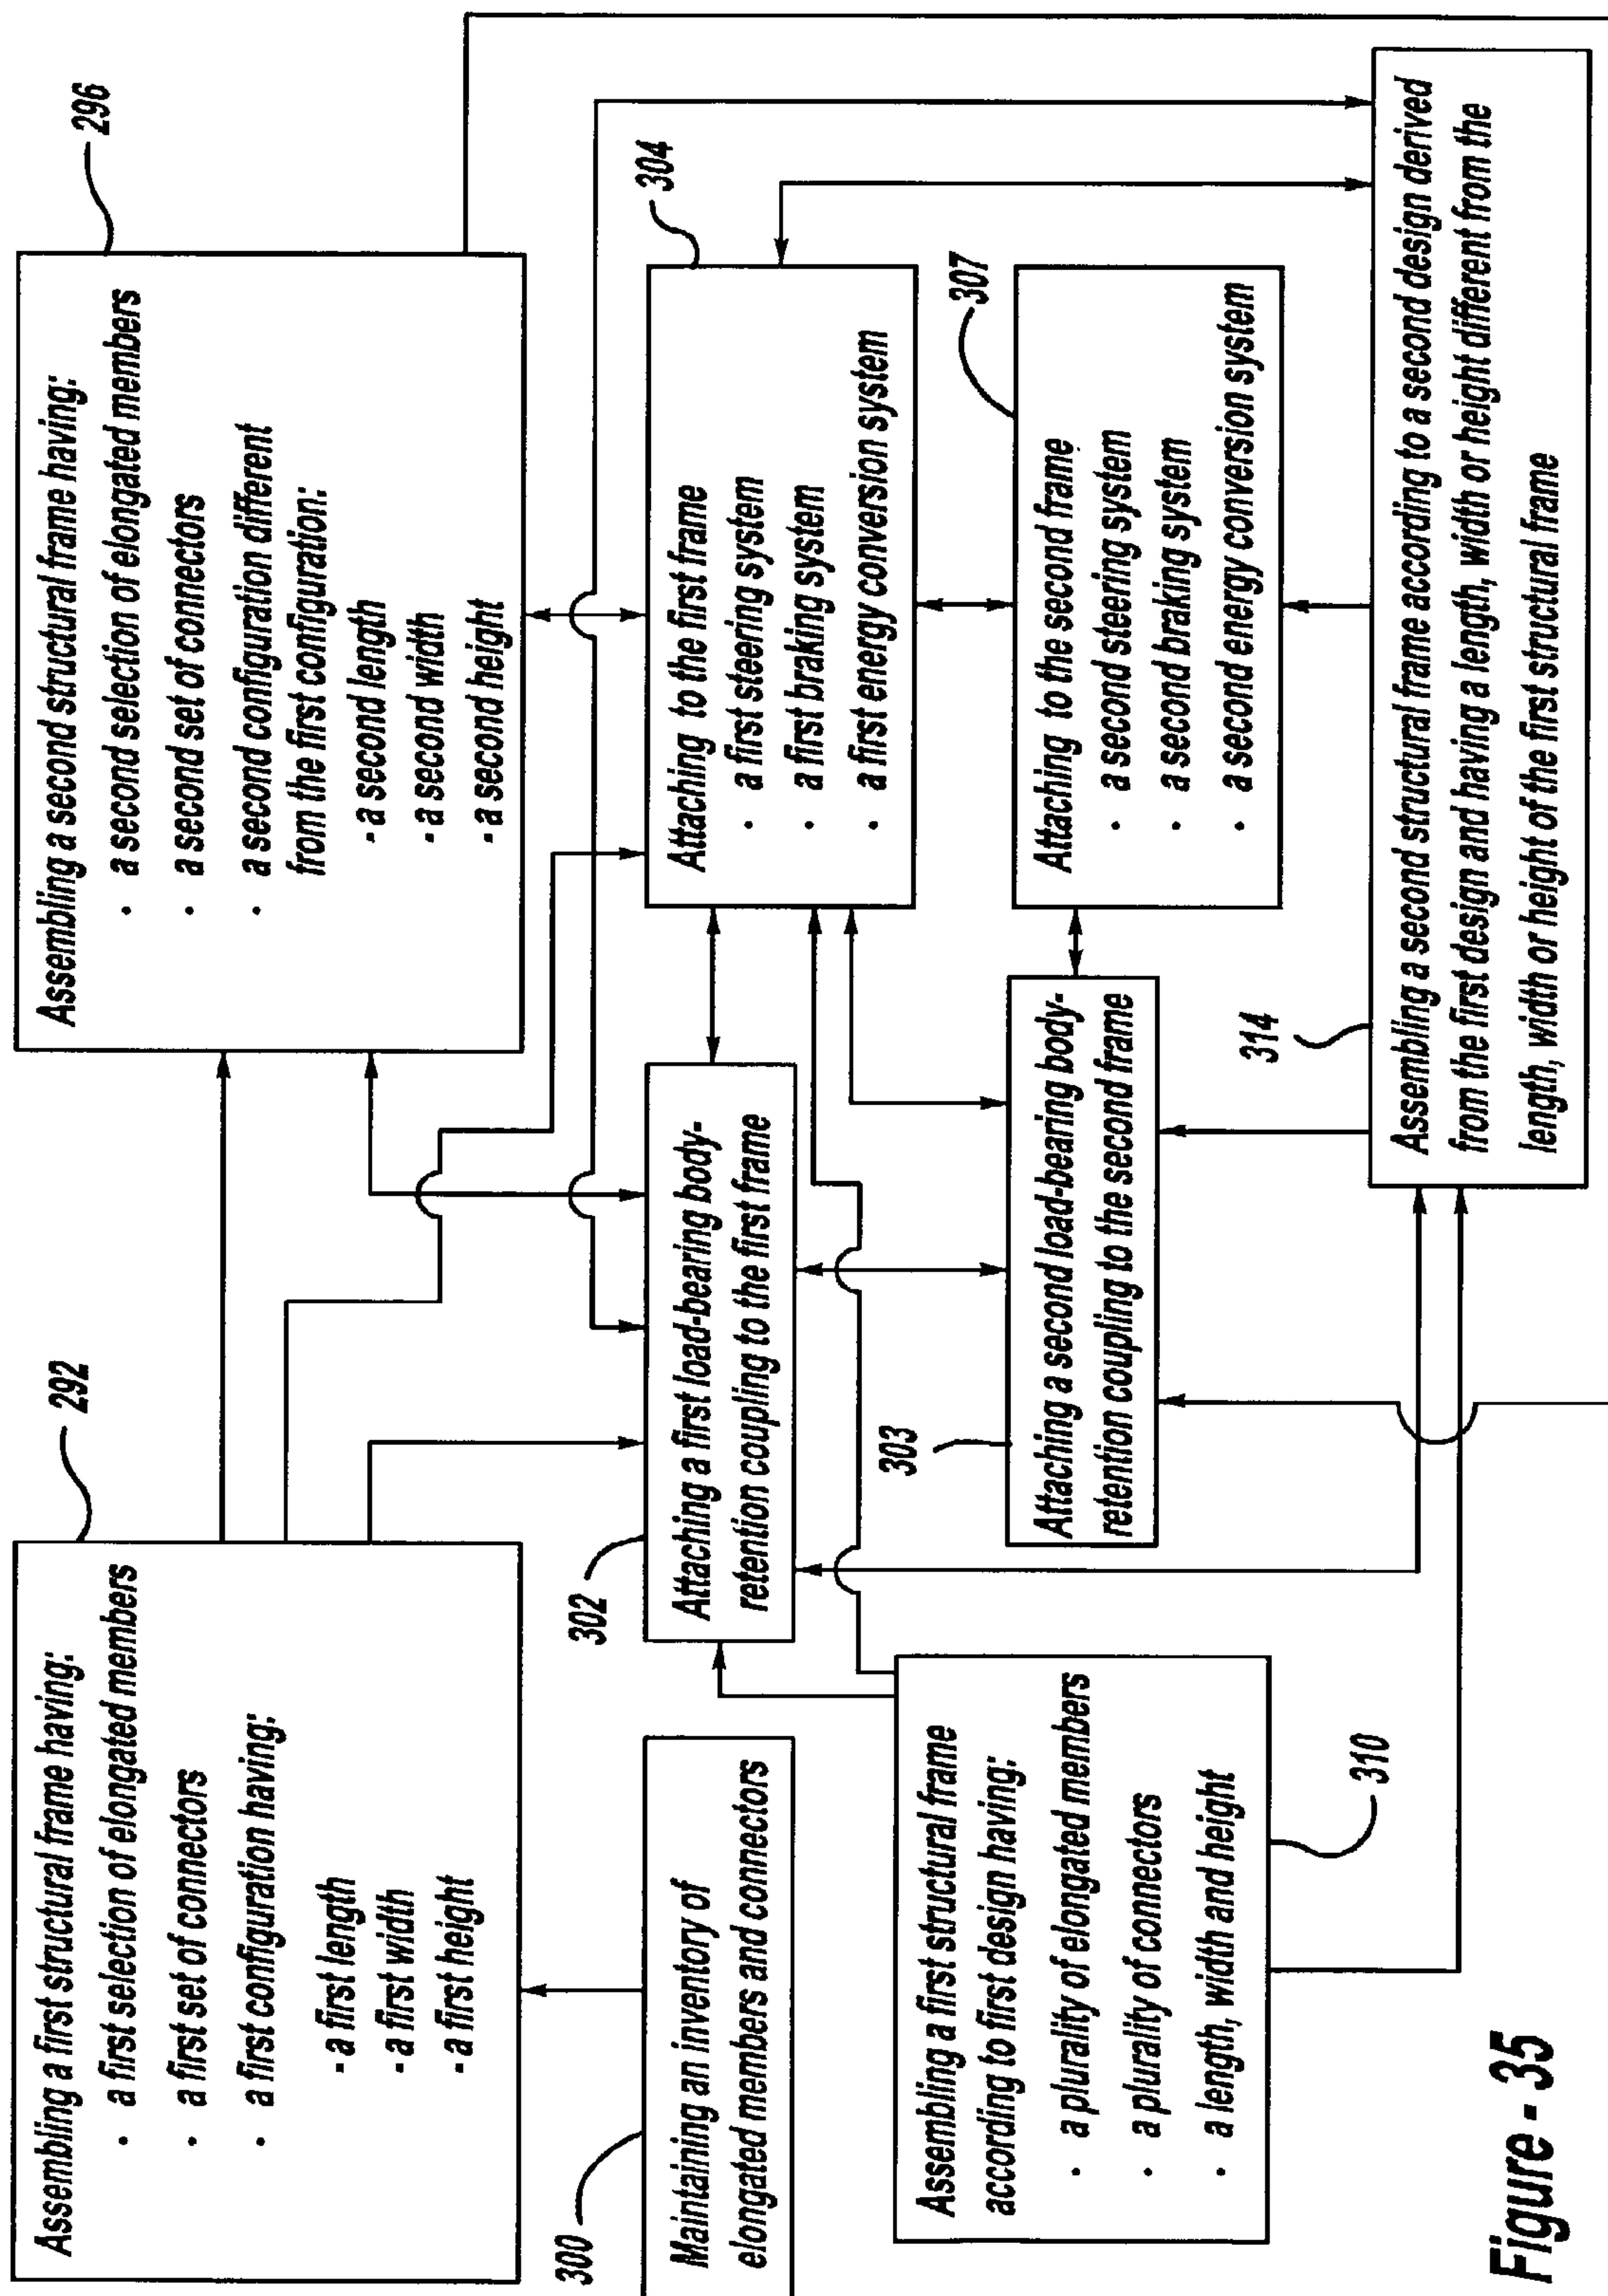 292
Assembling a first structural frame having:
• a first selection of elongated members
• a first set of connectors
• a first configuration having:
- a first length
- a first width
- a first height
296
Assembling a second structural frame having:
• a second selection of elongated members
• a second set of connectors
• a second configuration different
from the first configuration:
- a second length
- a second width
- a second height
300
Maintaining an inventory of
elongated members and connectors
302
Attaching a first load-bearing body-
retention coupling to the first frame
304
Attaching to the first frame
• a first steering system
• a first braking system
• a first energy conversion system
310
Assembling a first structural frame
according to first design having:
• a plurality of elongated members
• a plurality of connectors
• a length, width and height
303
Attaching a second load-bearing body-
retention coupling to the second frame
307
Attaching to the second frame
• a second steering system
• a second braking system
• a second energy conversion system
314
Assembling a second structural frame according to a second design derived
from the first design and having a length, width or height different from the
length, width or height of the first structural frame
Figure - 35